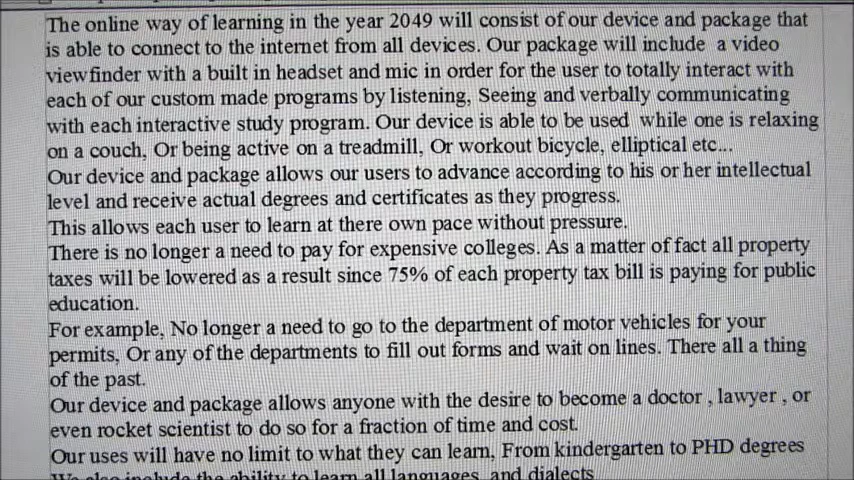 The online way of learning in the year 2049 will consist of our device and package that
is able to connect to the internet from all devices. Our package will include  a video
viewfinder with a built in headset and mic in order for the user to totally interact with
each of our custom made programs by listening, Seeing and verbally communicating
with each interactive study program. Our device is able to be used  while one is relaxing
on a couch, Or being active on a treadmill, Or workout bicycle, elliptical etc...
Our device and package allows our users to advance according to his or her intellectual
level and receive actual degrees and certificates as they progress.
This allows each user to learn at there own pace without pressure.
There is no longer a need to pay for expensive colleges. As a matter of fact all property
taxes will be lowered as a result since 75% of each property tax bill is paying for public
education.
For example, No longer a need to go to the department of motor vehicles for your
permits, Or any of the departments to fill out forms and wait on lines. There all a thing
of the past.
Our device and package allows anyone with the desire to become a doctor , lawyer , or
even rocket scientist to do so for a fraction of time and cost.
Our uses will have no limit to what they can learn, From kindergarten to PHD degrees
We also include the ability to learn all languages  and dialects